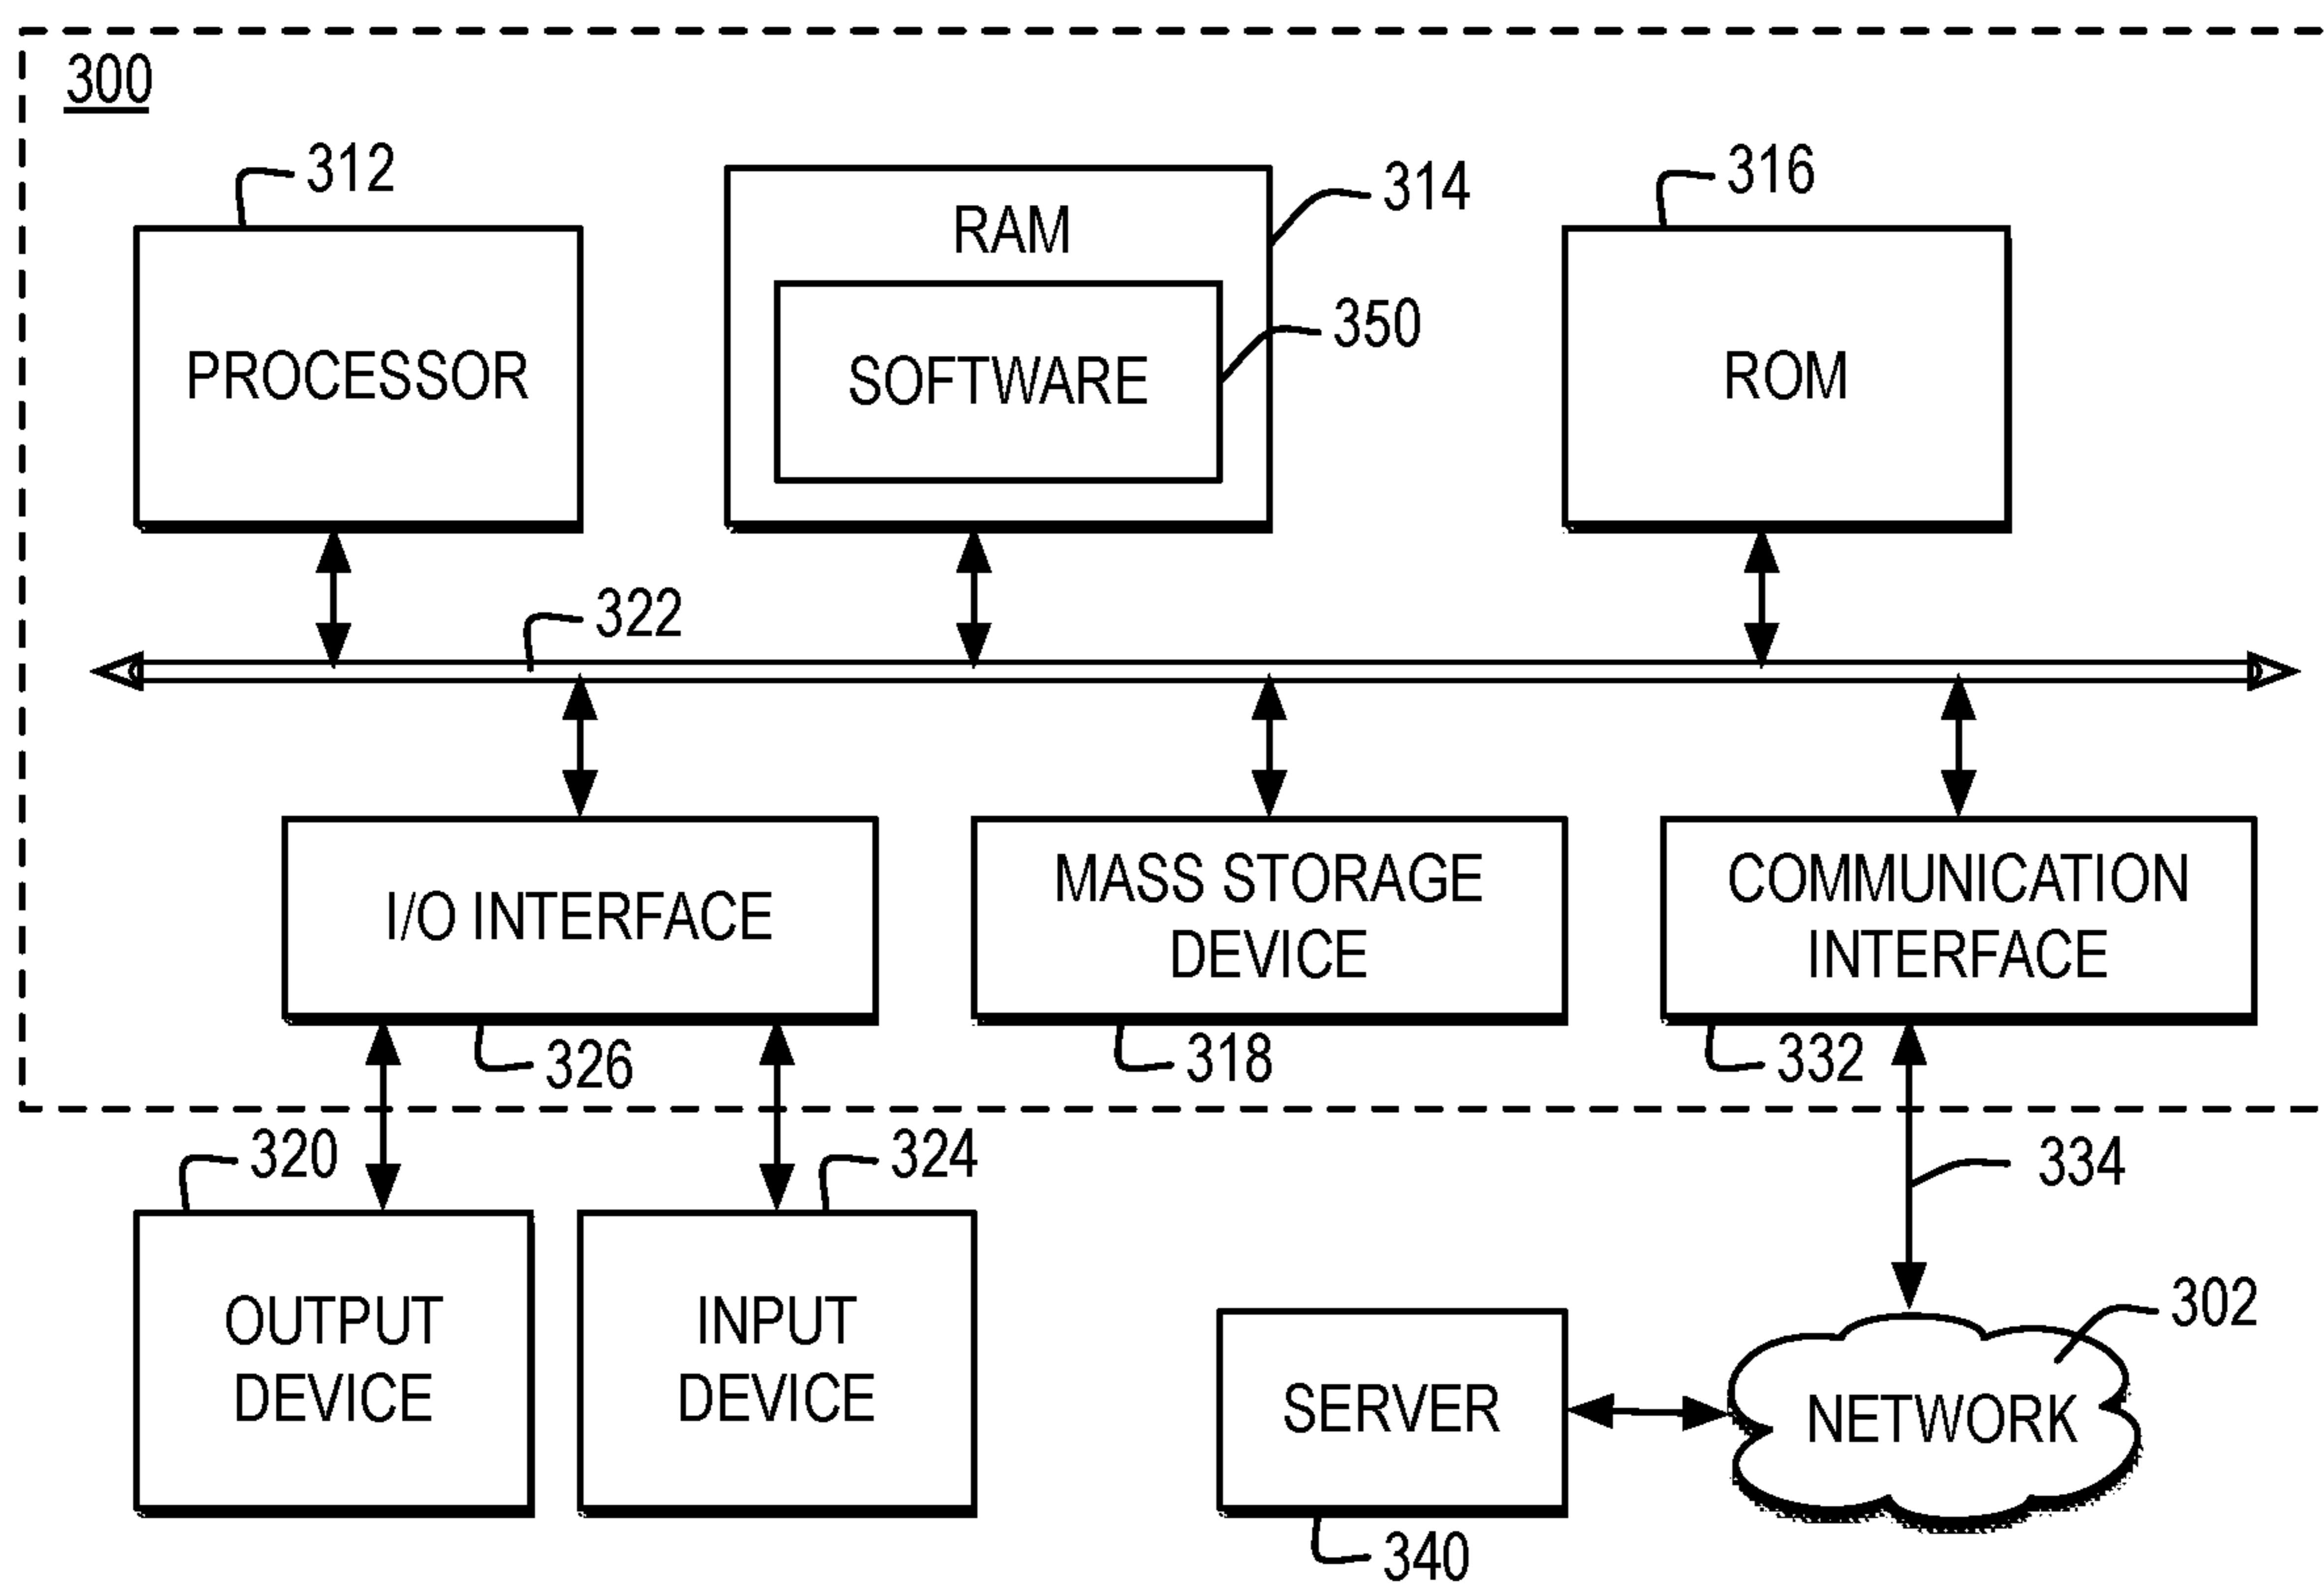 300
312
314
316
RAM
350
PROCESSOR
SOFTWARE
ROM
322
I/O INTERFACE
MASS STORAGE
DEVICE
COMMUNICATION
INTERFACE
326
318
332
320
324
334
OUTPUT
DEVICE
INPUT
DEVICE
302
SERVER
NETWORK
340